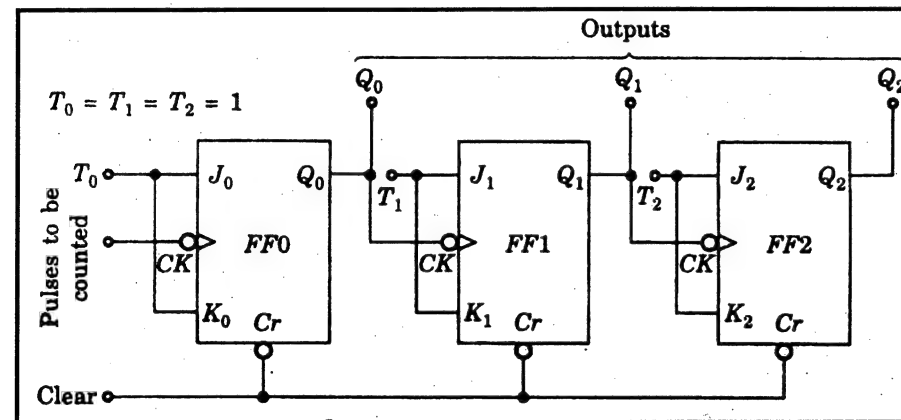 Outputs
Q₀ Q₁ Q₂
T₀ = T₁ = T₂ = 1
T₀ J₀ Q₀ T₁ J₁ Q₁ T₂ J₂ Q₂
Pulses to be
counted
CK FF0 CK FF1 CK FF2
K₀ Cr K₁ Cr K₂ Cr
Clear